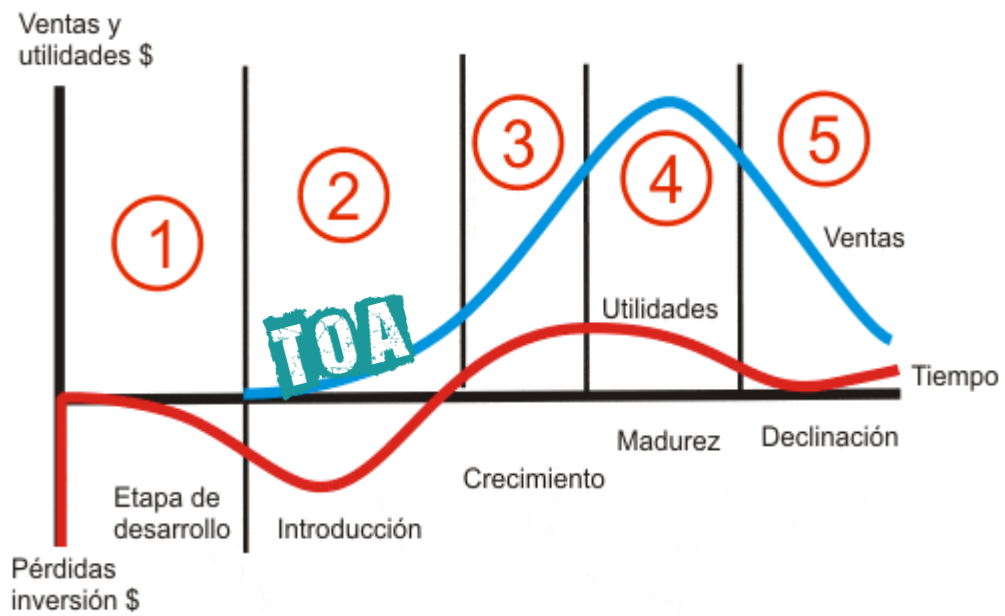 Ventas y
utilidades $
1
2
3
4
5
TOA
Ventas
Utilidades
Tiempo
Madurez
Declinación
Crecimiento
Etapa de
desarrollo
Introducción
Pérdidas
inversión $